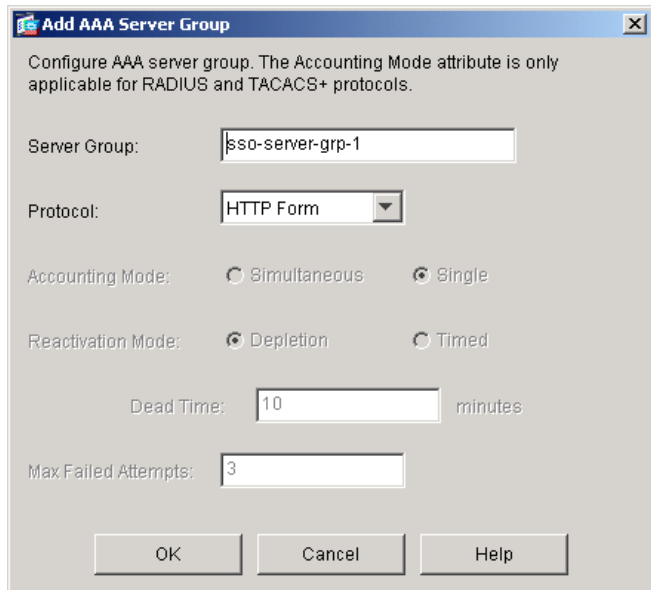 Add AAA Server Group
Configure AAA server group. The Accounting Mode attribute is only
applicable for RADIUS and TACACS+ protocols.
Server Group: sso-server-grp-1
Protocol: HTTP Form
Accounting Mode: Simultaneous Single
Reactivation Mode: Depletion Timed
Dead Time: 10 minutes
Max Failed Attempts: 3
OK Cancel Help